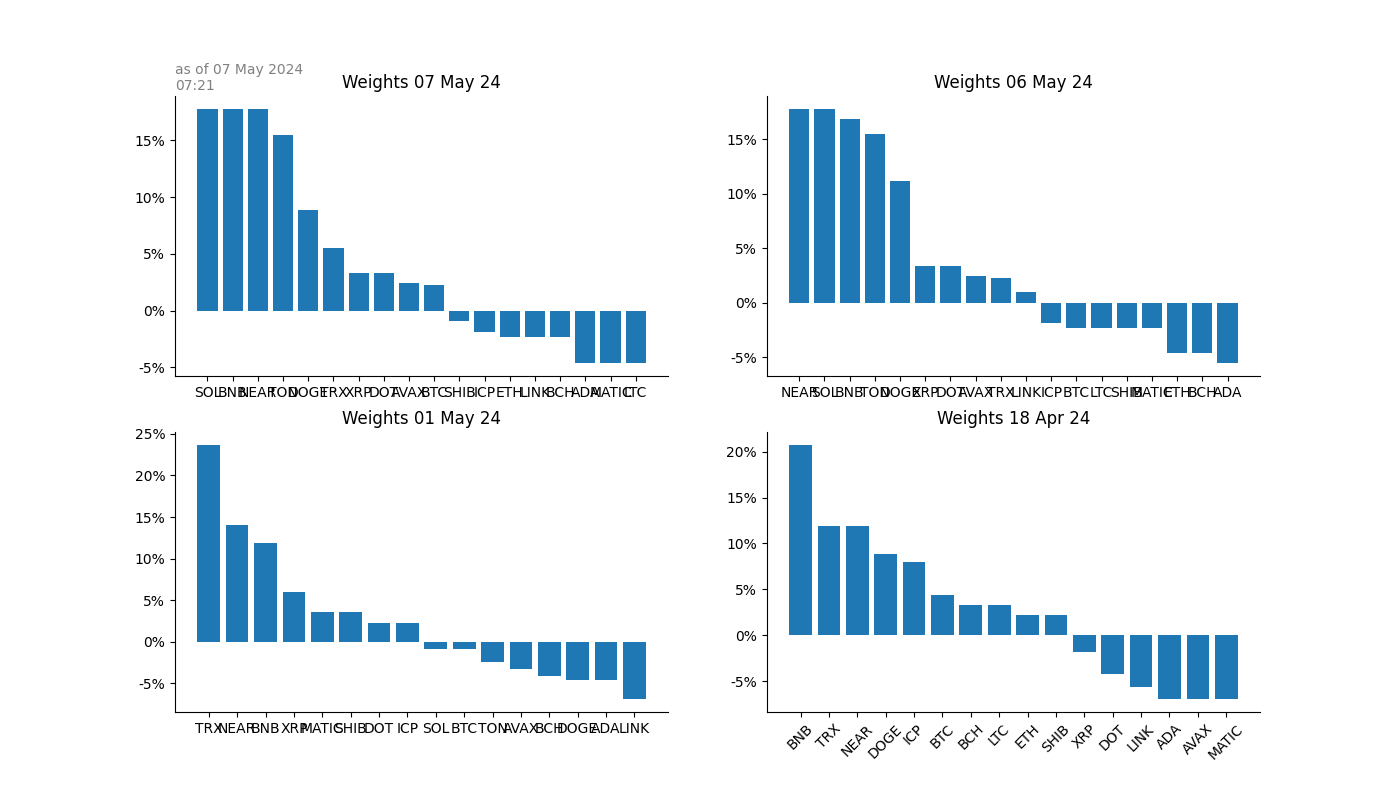 as of 07 May 2024
07:21
Weights 07 May 24
15%
10%
5%
0%
-5%
SOL BNB NEAR TON DOGE TRX XRP DOT AVAX BTC SHIB ICP ETH LINK BCH ADA MATIC LTC
Weights 06 May 24
15%
10%
5%
0%
-5%
NEAR SOL BNB TON DOGE XRP DOT AVAX TRX LINK ICP BTC LTC SHIB MATIC ETH BCH ADA
Weights 01 May 24
25%
20%
15%
10%
5%
0%
-5%
TRX NEAR BNB XRP MATIC SHIB DOT ICP SOL BTC TON AVAX BCH DOGE ADA LINK
Weights 18 Apr 24
20%
15%
10%
5%
0%
-5%
BNB TRX NEAR DOGE ICP BTC BCH LTC ETH SHIB XRP DOT LINK ADA AVAX MATIC